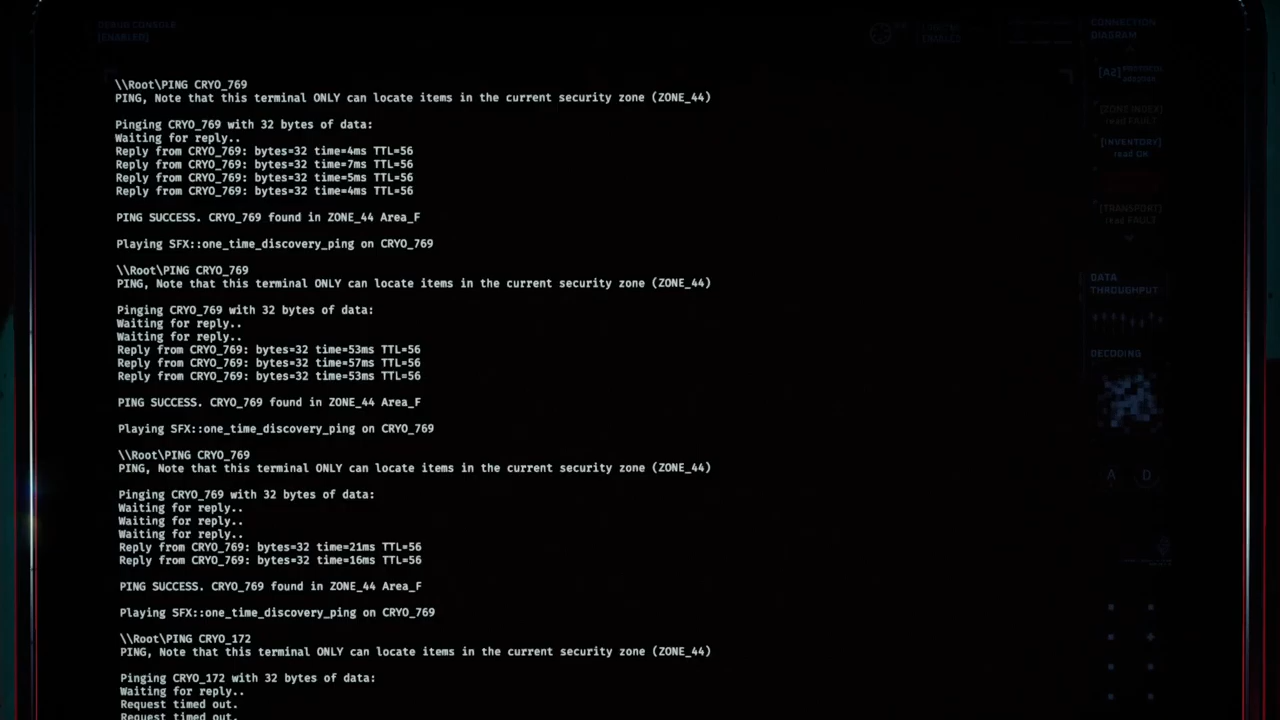 DEBUG CONSOLE
[ENABLED]
CONNECTION
DIAGRAM
[A2]
\\Root\PING CRYO_769
PING, Note that this terminal ONLY can locate items in the current security zone (ZONE_44)
[ZONE INDEX]
read FAULT
Pinging CRYO_769 with 32 bytes of data:
Waiting for reply..
Reply from CRYO_769: bytes=32 time=4ms TTL=56
Reply from CRYO_769: bytes=32 time=7ms TTL=56
Reply from CRYO_769: bytes=32 time=5ms TTL=56
Reply from CRYO_769: bytes=32 time=4ms TTL=56
[INVENTORY]
read OK
PING SUCCESS. CRYO_769 found in ZONE_44 Area_F
[TRANSPORT]
read FAULT
Playing SFX::one_time_discovery_ping on CRYO_769
\\Root\PING CRYO_769
PING, Note that this terminal ONLY can locate items in the current security zone (ZONE_44)
DATA
THROUGHPUT
Pinging CRYO_769 with 32 bytes of data:
Waiting for reply..
Waiting for reply..
Reply from CRYO_769: bytes=32 time=53ms TTL=56
Reply from CRYO_769: bytes=32 time=57ms TTL=56
Reply from CRYO_769: bytes=32 time=53ms TTL=56
DECODING
PING SUCCESS. CRYO_769 found in ZONE_44 Area_F
Playing SFX::one_time_discovery_ping on CRYO_769
\\Root\PING CRYO_769
PING, Note that this terminal ONLY can locate items in the current security zone (ZONE_44)
A D
Pinging CRYO_769 with 32 bytes of data:
Waiting for reply..
Waiting for reply..
Waiting for reply..
Reply from CRYO_769: bytes=32 time=21ms TTL=56
Reply from CRYO_769: bytes=32 time=16ms TTL=56
PING SUCCESS. CRYO_769 found in ZONE_44 Area_F
Playing SFX::one_time_discovery_ping on CRYO_769
\\Root\PING CRYO_172
PING, Note that this terminal ONLY can locate items in the current security zone (ZONE_44)
Pinging CRYO_172 with 32 bytes of data:
Waiting for reply..
Request timed out.
Request timed out.